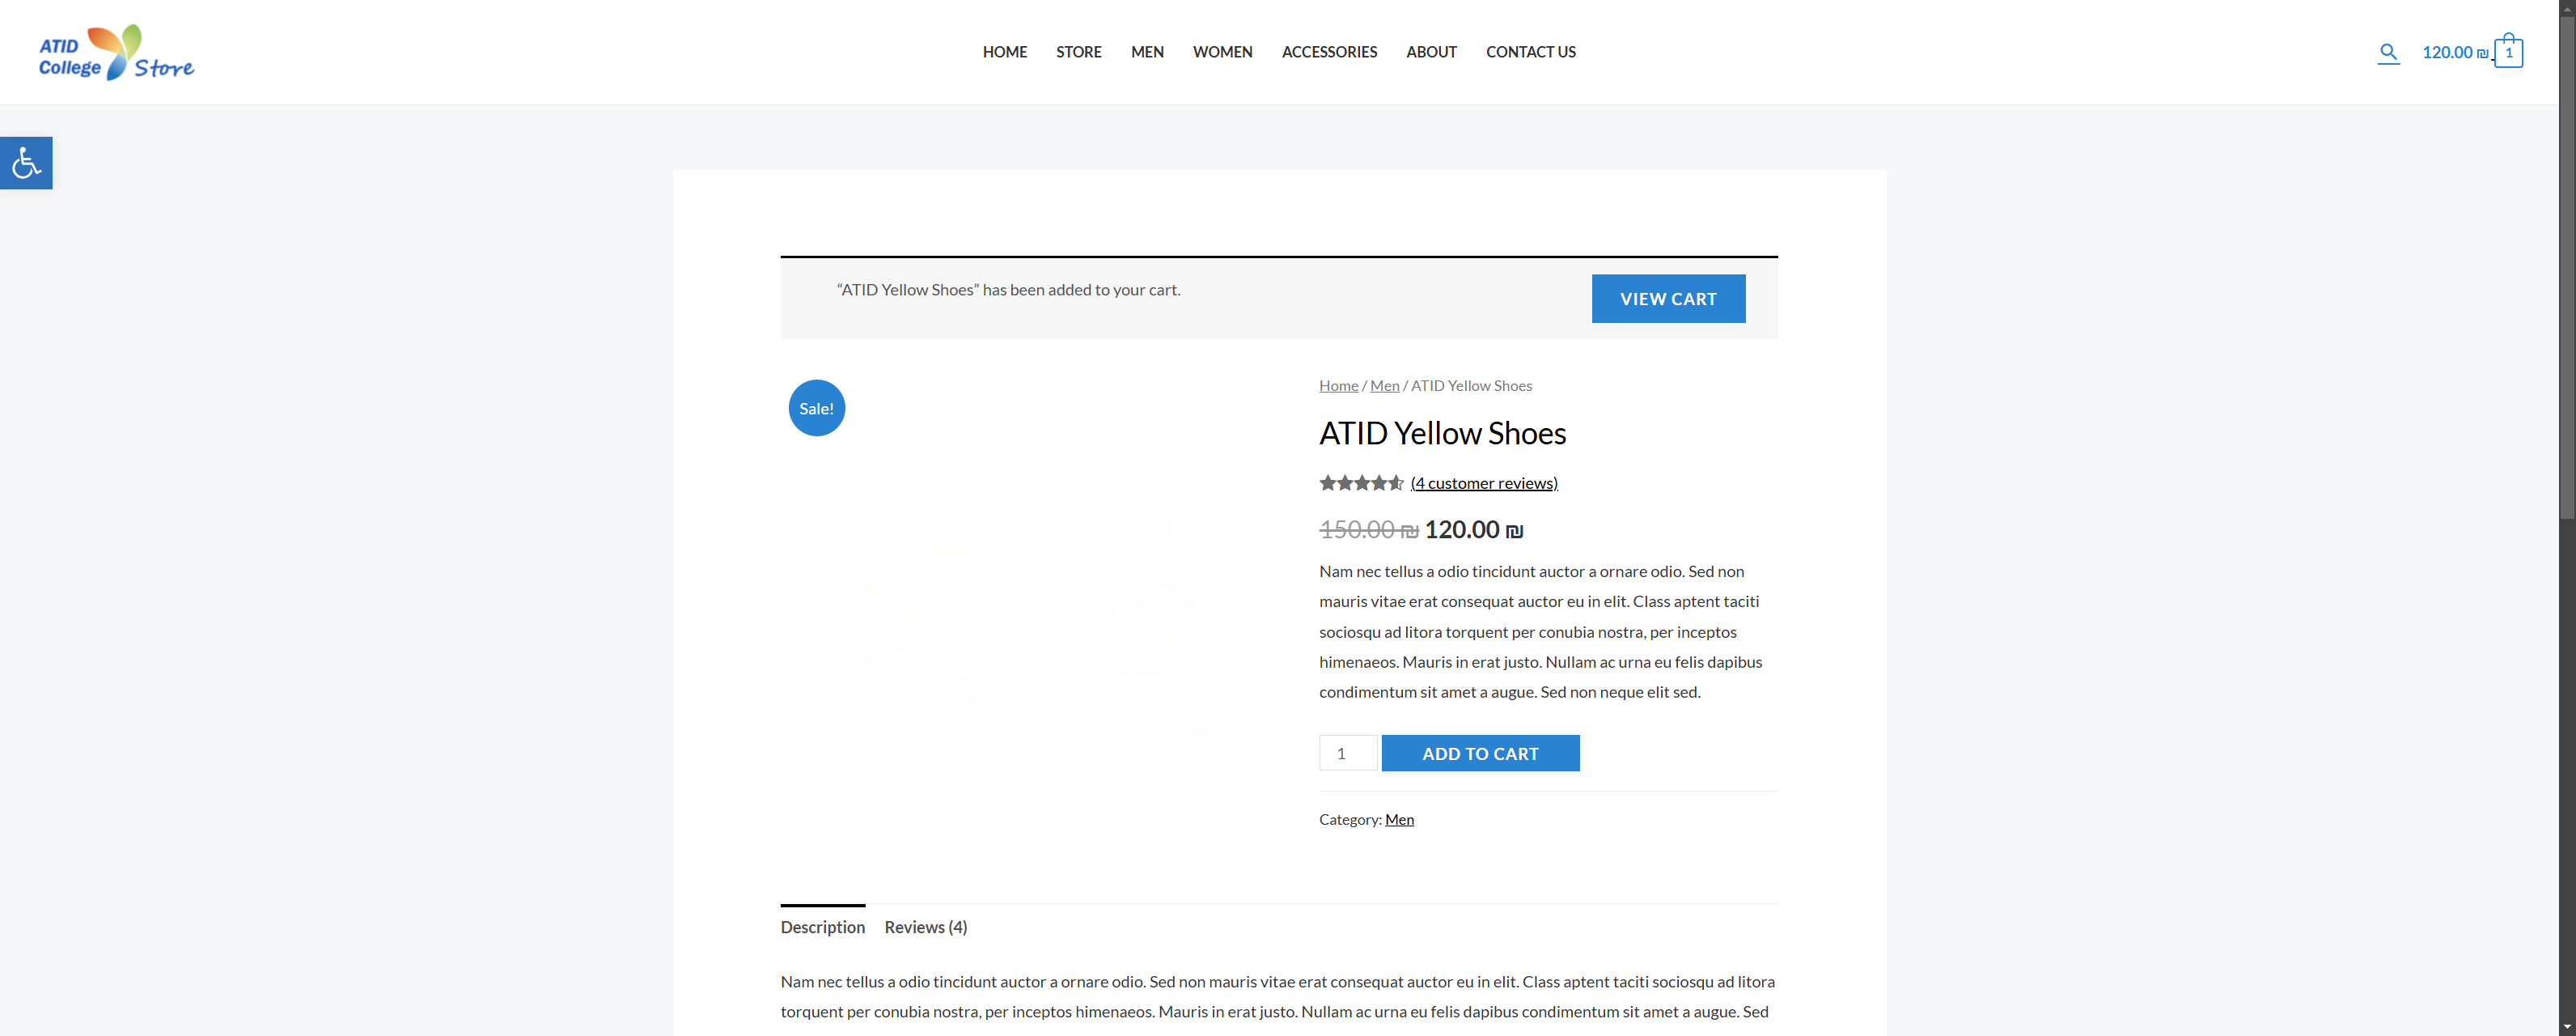 ATID
College Store
HOME STORE MEN WOMEN ACCESSORIES ABOUT CONTACT US
120.00 ₪ 1
“ATID Yellow Shoes” has been added to your cart.
VIEW CART
Sale!
Home / Men / ATID Yellow Shoes
ATID Yellow Shoes
(4 customer reviews)
150.00 ₪ 120.00 ₪
Nam nec tellus a odio tincidunt auctor a ornare odio. Sed non
mauris vitae erat consequat auctor eu in elit. Class aptent taciti
sociosqu ad litora torquent per conubia nostra, per inceptos
himenaeos. Mauris in erat justo. Nullam ac urna eu felis dapibus
condimentum sit amet a augue. Sed non neque elit sed.
1 ADD TO CART
Category: Men
Description Reviews (4)
Nam nec tellus a odio tincidunt auctor a ornare odio. Sed non mauris vitae erat consequat auctor eu in elit. Class aptent taciti sociosqu ad litora
torquent per conubia nostra, per inceptos himenaeos. Mauris in erat justo. Nullam ac urna eu felis dapibus condimentum sit amet a augue. Sed